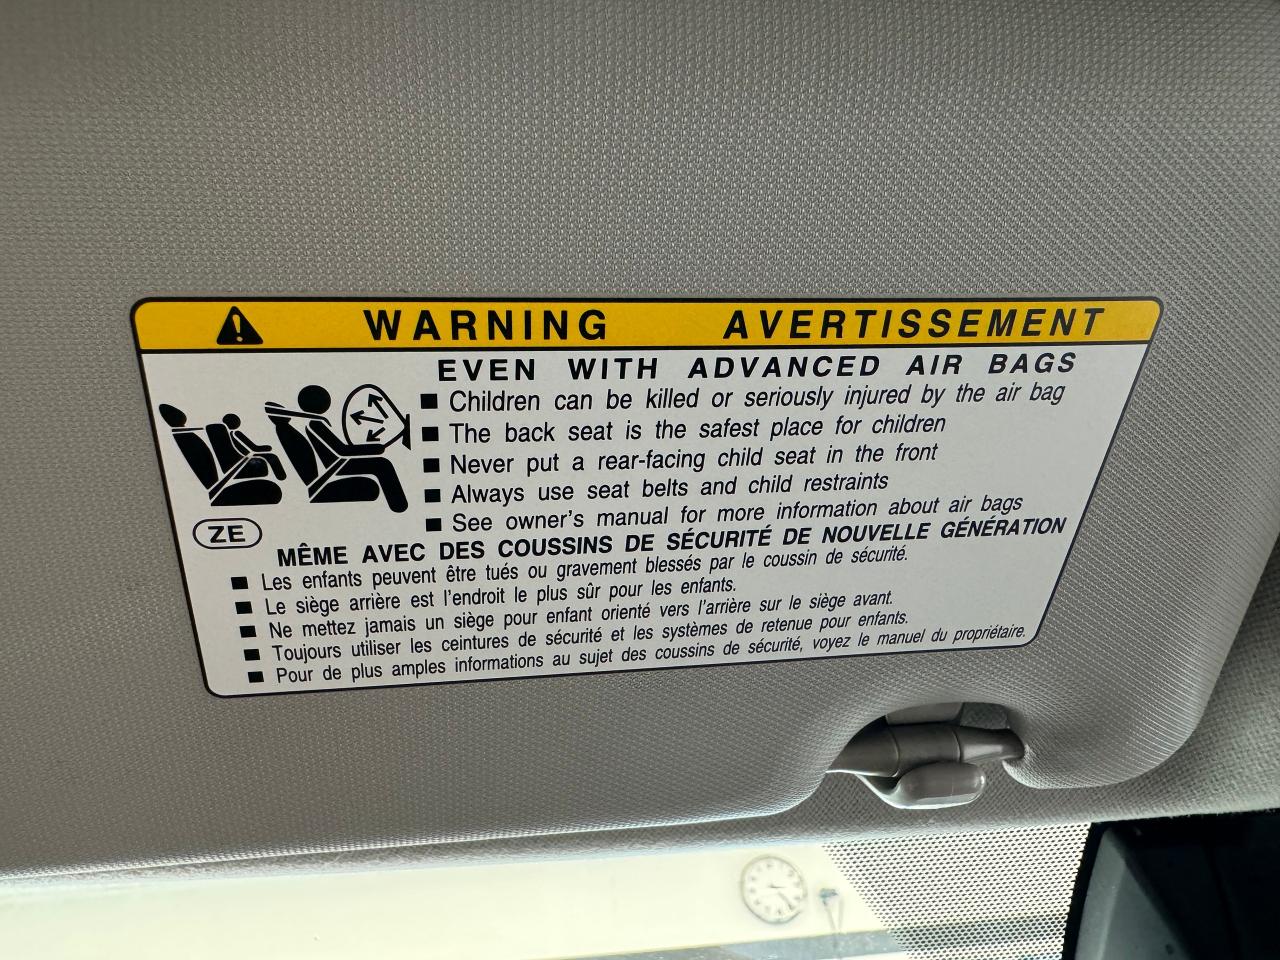 WARNING AVERTISSEMENT
EVEN WITH ADVANCED AIR BAGS
■ Children can be killed or seriously injured by the air bag
■ The back seat is the safest place for children
■ Never put a rear-facing child seat in the front
■ Always use seat belts and child restraints
■ See owner's manual for more information about air bags
ZE
MÊME AVEC DES COUSSINS DE SÉCURITÉ DE NOUVELLE GÉNÉRATION
■ Les enfants peuvent être tués ou gravement blessés par le coussin de sécurité.
■ Le siège arrière est l'endroit le plus sûr pour les enfants.
■ Ne mettez jamais un siège pour enfant orienté vers l'arrière sur le siège avant.
■ Toujours utiliser les ceintures de sécurité et les systèmes de retenue pour enfants.
■ Pour de plus amples informations au sujet des coussins de sécurité, voyez le manuel du propriétaire.